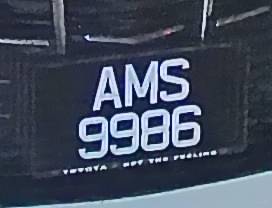 AMS
9986
TOYOTA - GET THE FEELING